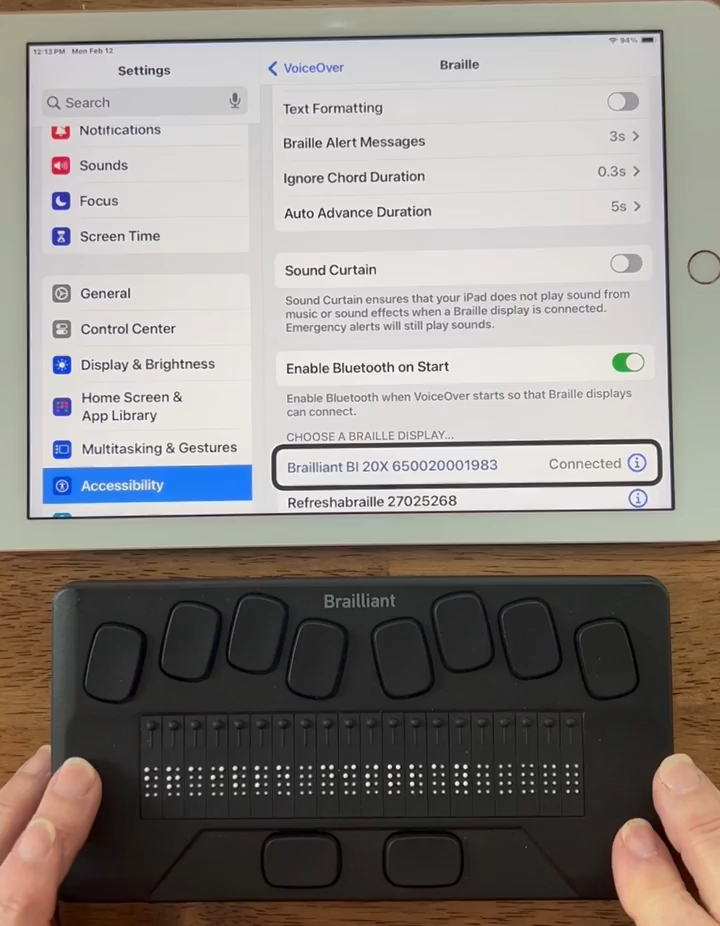 12:13 PM Mon Feb 12
94%
Settings
Search
Notifications
Sounds
Focus
Screen Time
General
Control Center
Display & Brightness
Home Screen &
App Library
Multitasking & Gestures
Accessibility
VoiceOver
Braille
Text Formatting
Braille Alert Messages 3s
Ignore Chord Duration 0.3s
Auto Advance Duration 5s
Sound Curtain
Sound Curtain ensures that your iPad does not play sound from
music or sound effects when a Braille display is connected.
Emergency alerts will still play sounds.
Enable Bluetooth on Start
Enable Bluetooth when VoiceOver starts so that Braille displays
can connect.
CHOOSE A BRAILLE DISPLAY...
Brailliant BI 20X 650020001983 Connected
Refreshabraille 27025268
Brailliant